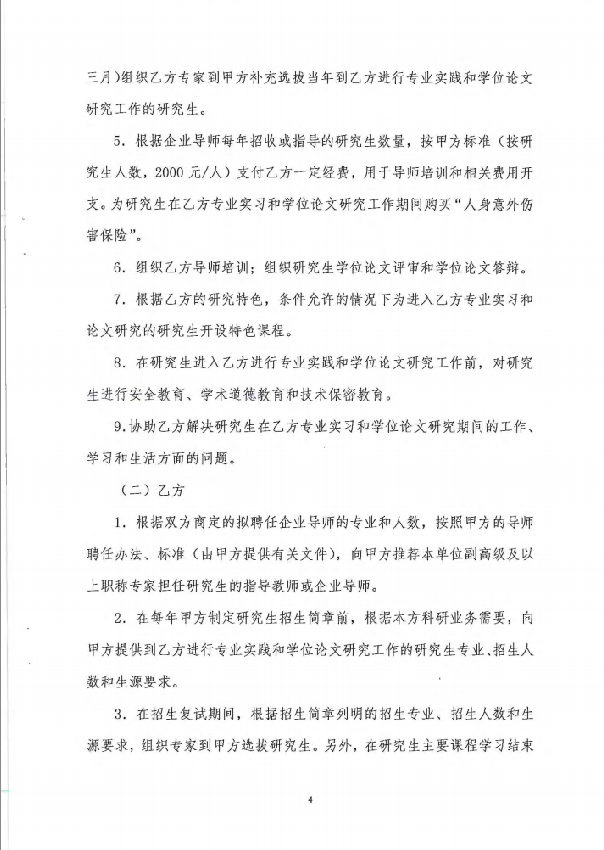 三月)组织乙方专家到甲方补充选拔当年到乙方进行专业实践和学位论文
研究工作的研究生。
5．根据企业导师每年招收或指导的研究生数量，按甲方标准（按研
究生人数，2000 元/人）支付乙方一定经费，用于导师培训和相关费用开
支。为研究生在乙方专业实习和学位论文研究工作期间购买“人身意外伤
害保险”。
6．组织乙方导师培训；组织研究生学位论文评审和学位论文答辩。
7．根据乙方的研究特色，条件允许的情况下为进入乙方专业实习和
论文研究的研究生开设特色课程。
8．在研究生进入乙方进行专业实践和学位论文研究工作前，对研究
生进行安全教育、学术道德教育和技术保密教育。
9.协助乙方解决研究生在乙方专业实习和学位论文研究期间的工作、
学习和生活方面的问题。
（二）乙方
1．根据双方商定的拟聘任企业导师的专业和人数，按照甲方的导师
聘任办法、标准（由甲方提供有关文件），向甲方推荐本单位副高级及以
上职称专家担任研究生的指导教师或企业导师。
2．在每年甲方制定研究生招生简章前，根据本方科研业务需要，向
甲方提供到乙方进行专业实践和学位论文研究工作的研究生专业、招生人
数和生源要求。
3．在招生复试期间，根据招生简章列明的招生专业、招生人数和生
源要求，组织专家到甲方选拔研究生。另外，在研究生主要课程学习结束
4